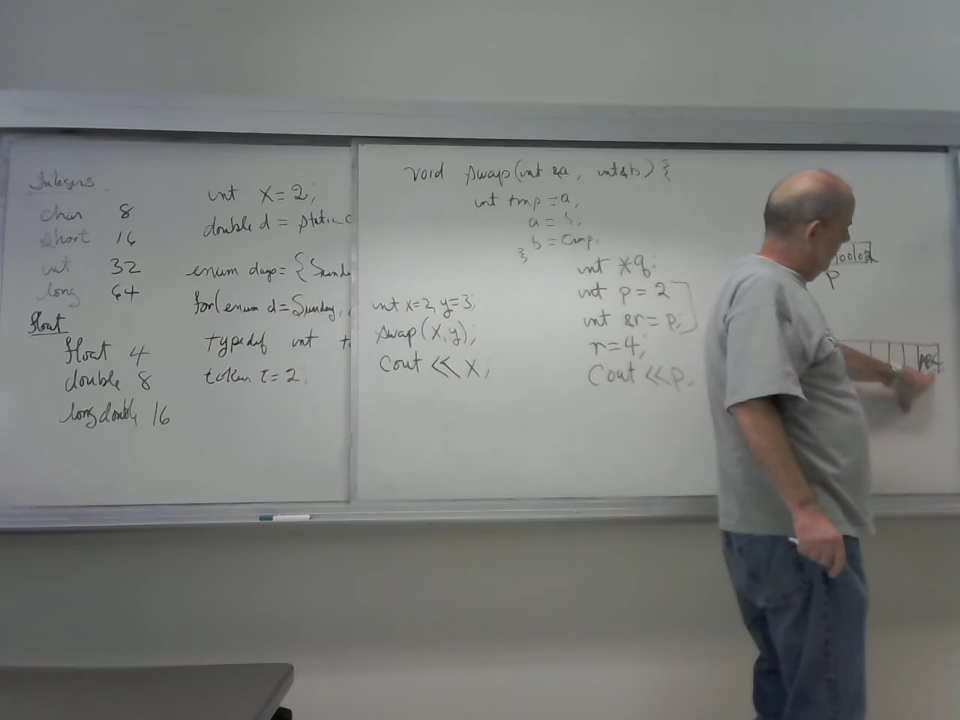 Integers
char 8
short 16
int 32
long 64
float
float 4
double 8
long double 16
int x=2;
double d = static_c
enum days={Sunda
for(enum d=Sunday,
typedef int t
token t=2;
void swap(int &a, int &b) {
int tmp =a;
a = b;
b = tmp;
}
int x=2, y=3;
swap(x,y);
cout << x;
int *q;
int p=2
int &r=p;
r=4;
cout <<p;
p